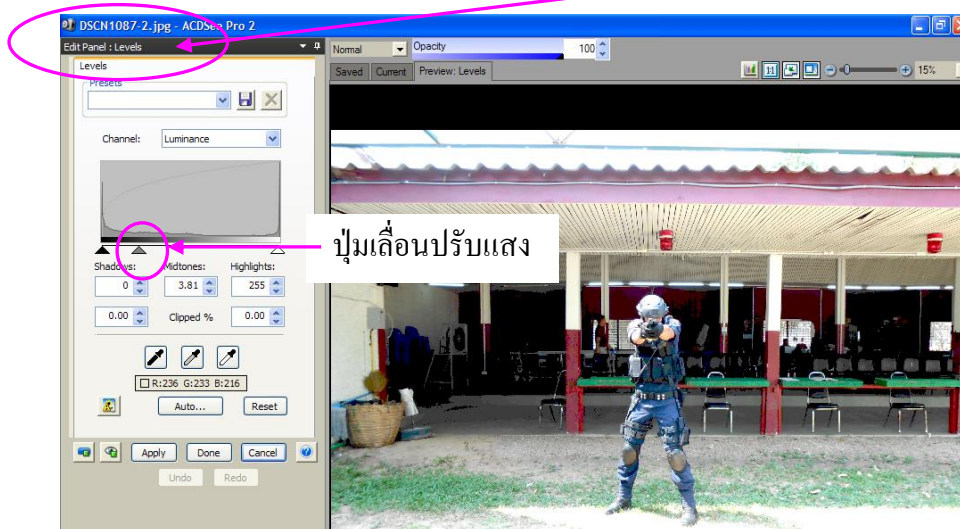 DSCN1087-2.jpg - ACDSee Pro 2
Edit Panel : Levels
Normal Opacity 100
Levels
Saved Current Preview: Levels
15%
Presets
Channel: Luminance
ปุ่มเลื่อนปรับแสง
Shadows: Midtones: Highlights:
0 3.81 255
0.00 Clipped % 0.00
R:236 G:233 B:216
Auto... Reset
Apply Done Cancel
Undo Redo